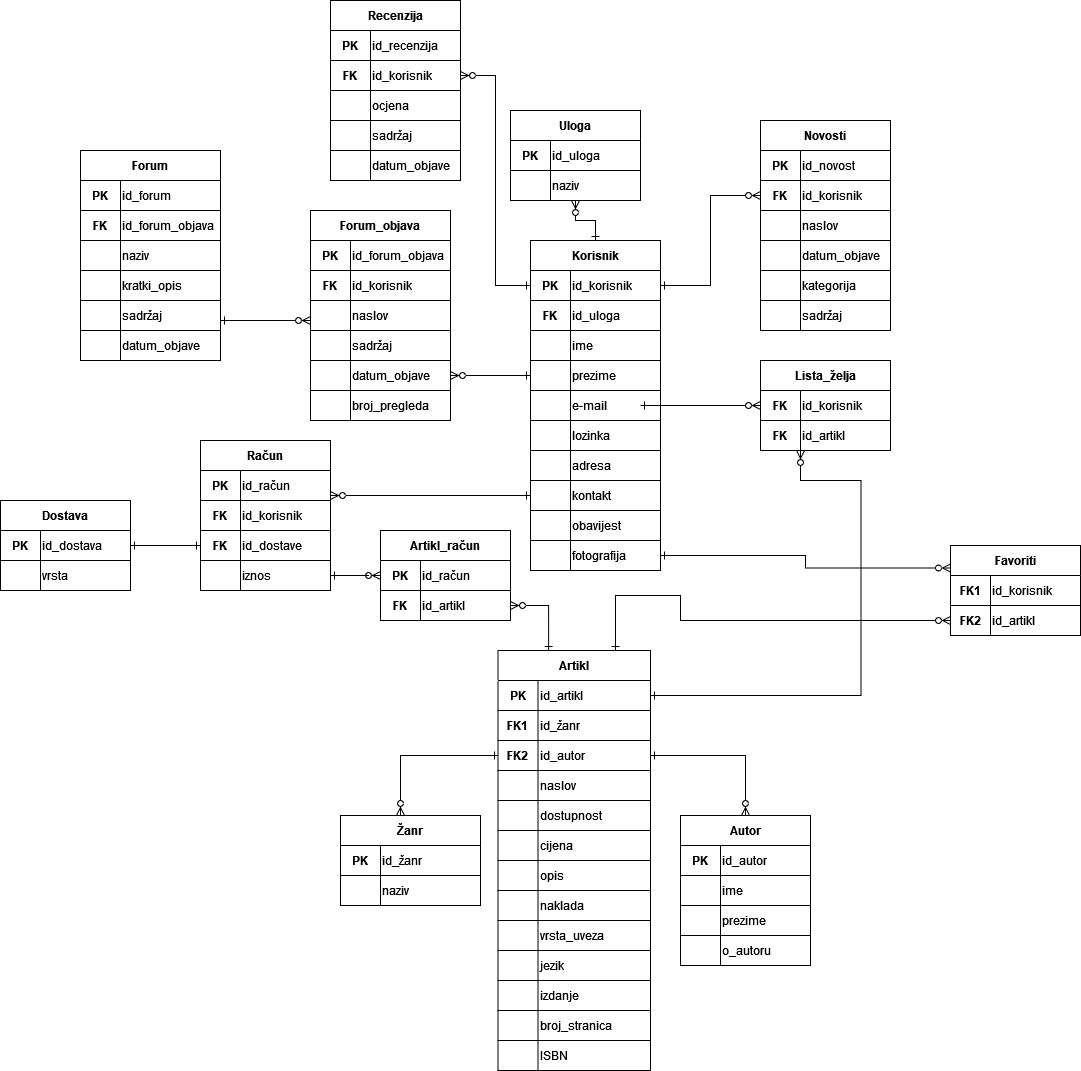 Recenzija
PK id_recenzija
FK id_korisnik
ocjena
sadržaj
datum_objave
Uloga
PK id_uloga
naziv
Novosti
PK id_novost
FK id_korisnik
naslov
datum_objave
kategorija
sadržaj
Forum
PK id_forum
FK id_forum_objava
naziv
kratki_opis
sadržaj
datum_objave
Forum_objava
PK id_forum_objava
FK id_korisnik
naslov
sadržaj
datum_objave
broj_pregleda
Korisnik
PK id_korisnik
FK id_uloga
ime
prezime
e-mail
lozinka
adresa
kontakt
obavijest
fotografija
Lista_želja
FK id_korisnik
FK id_artikl
Račun
PK id_račun
FK id_korisnik
FK id_dostave
iznos
Dostava
PK id_dostava
vrsta
Artikl_račun
PK id_račun
FK id_artikl
Favoriti
FK1 id_korisnik
FK2 id_artikl
Artikl
PK id_artikl
FK1 id_žanr
FK2 id_autor
naslov
dostupnost
cijena
opis
naklada
vrsta_uveza
jezik
izdanje
broj_stranica
ISBN
Žanr
PK id_žanr
naziv
Autor
PK id_autor
ime
prezime
o_autoru